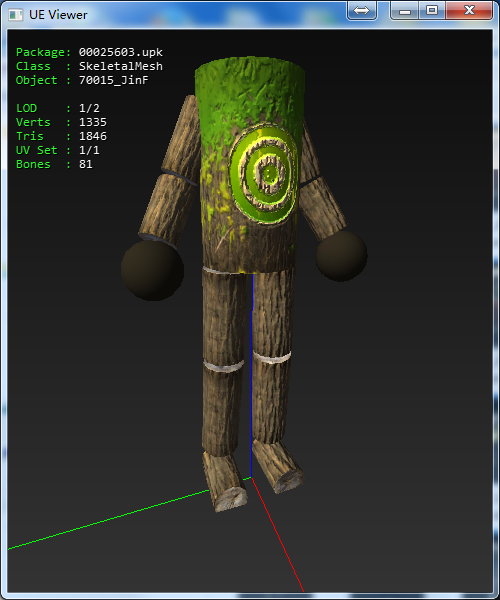 UE Viewer
Package: 00025603.upk
Class : SkeletalMesh
Object : 70015_JinF
LOD : 1/2
Verts : 1335
Tris : 1846
UV Set : 1/1
Bones : 81